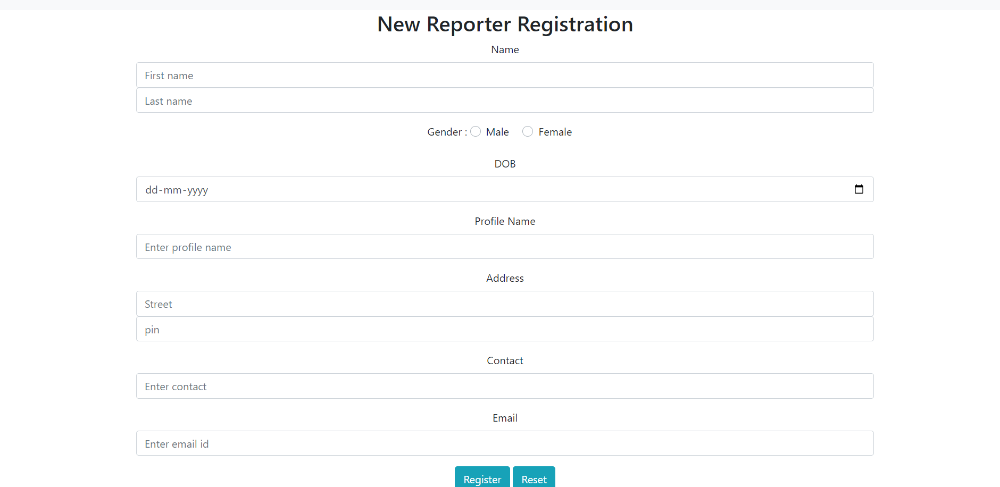 New Reporter Registration
Name
First name
Last name
Gender : Male Female
DOB
dd-mm-yyyy
Profile Name
Enter profile name
Address
Street
pin
Contact
Enter contact
Email
Enter email id
Register Reset